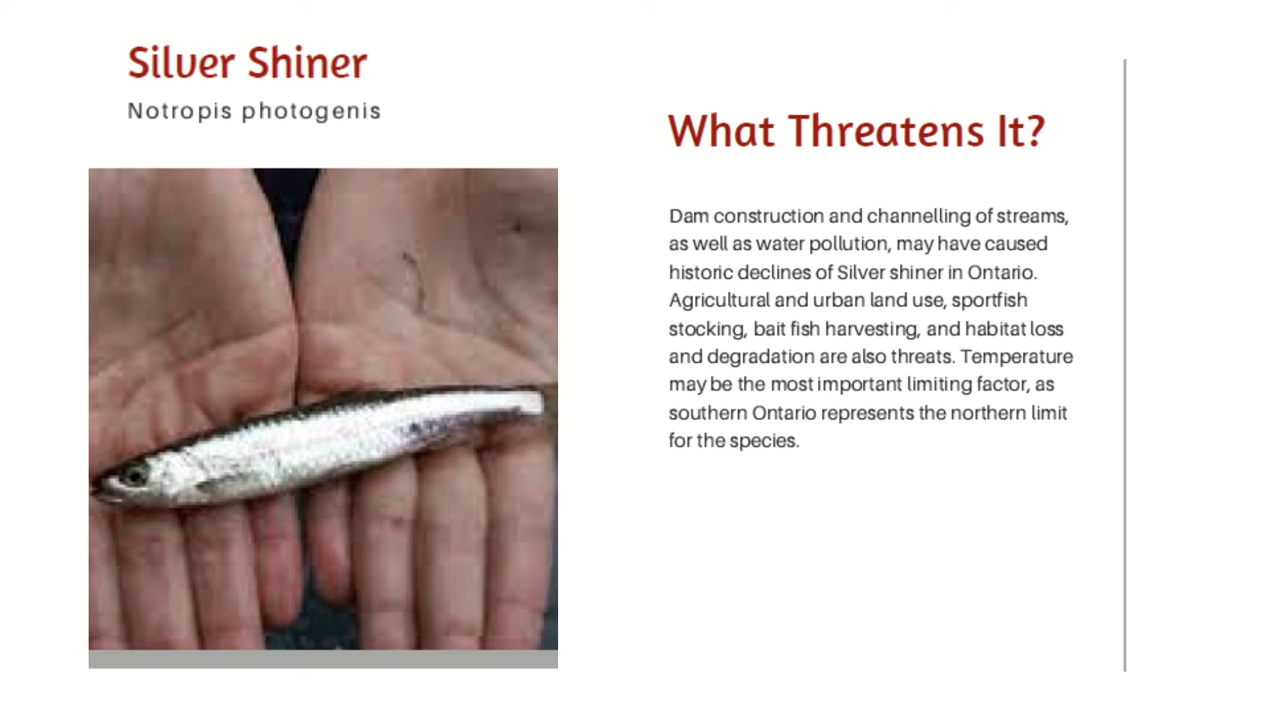 Silver Shiner
Notropis photogenis
What Threatens It?
Dam construction and channelling of streams,
as well as water pollution, may have caused
historic declines of Silver shiner in Ontario.
Agricultural and urban land use, sportfish
stocking, bait fish harvesting, and habitat loss
and degradation are also threats. Temperature
may be the most important limiting factor, as
southern Ontario represents the northern limit
for the species.